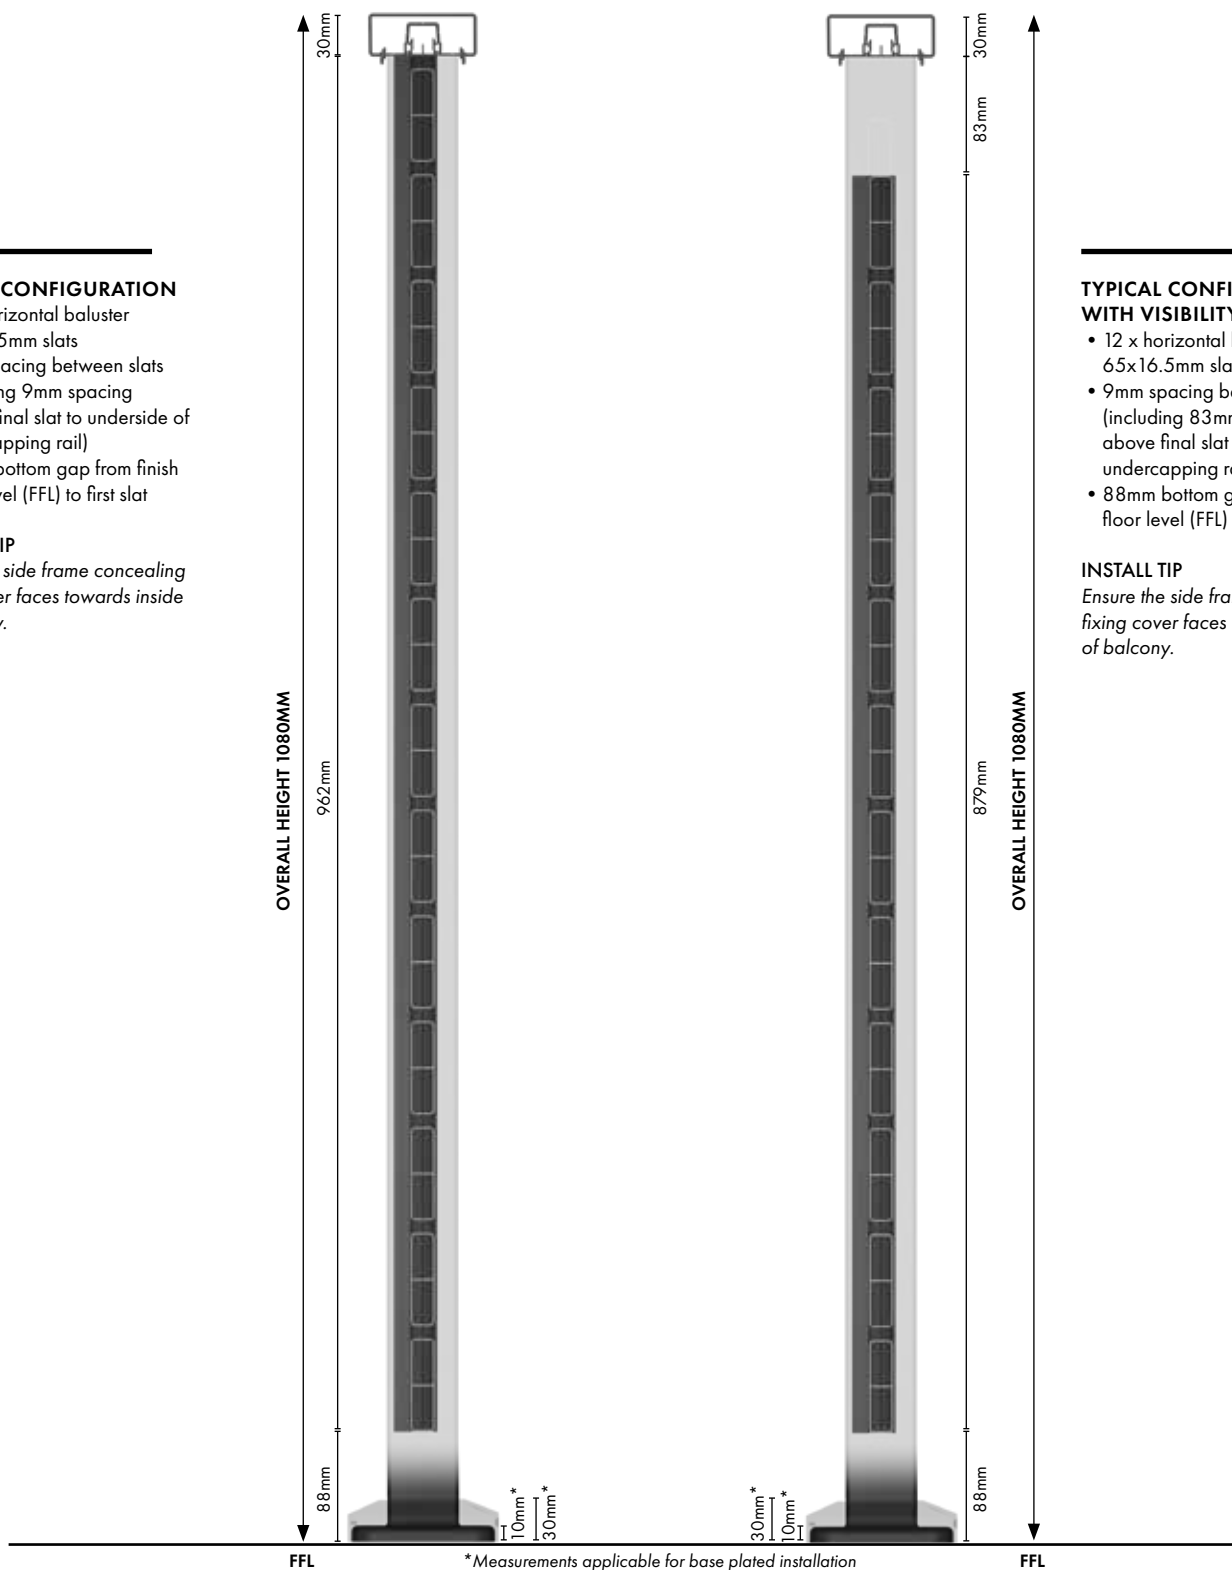 CONFIGURATION
rizontal baluster
5mm slats
acing between slats
ng 9mm spacing
inal slat to underside of
apping rail)
bottom gap from finish
vel (FFL) to first slat
IP
side frame concealing
er faces towards inside
y.
30mm
OVERALL HEIGHT 1080MM
962mm
88mm
10mm*
30mm*
FFL
*Measurements applicable for base plated installation
30mm
83mm
879mm
OVERALL HEIGHT 1080MM
88mm
30mm*
10mm*
FFL
TYPICAL CONFI
WITH VISIBILITY
• 12 x horizontal
65x16.5mm sla
• 9mm spacing b
(including 83m
above final slat
undercapping r
• 88mm bottom g
floor level (FFL)
INSTALL TIP
Ensure the side fra
fixing cover faces
of balcony.